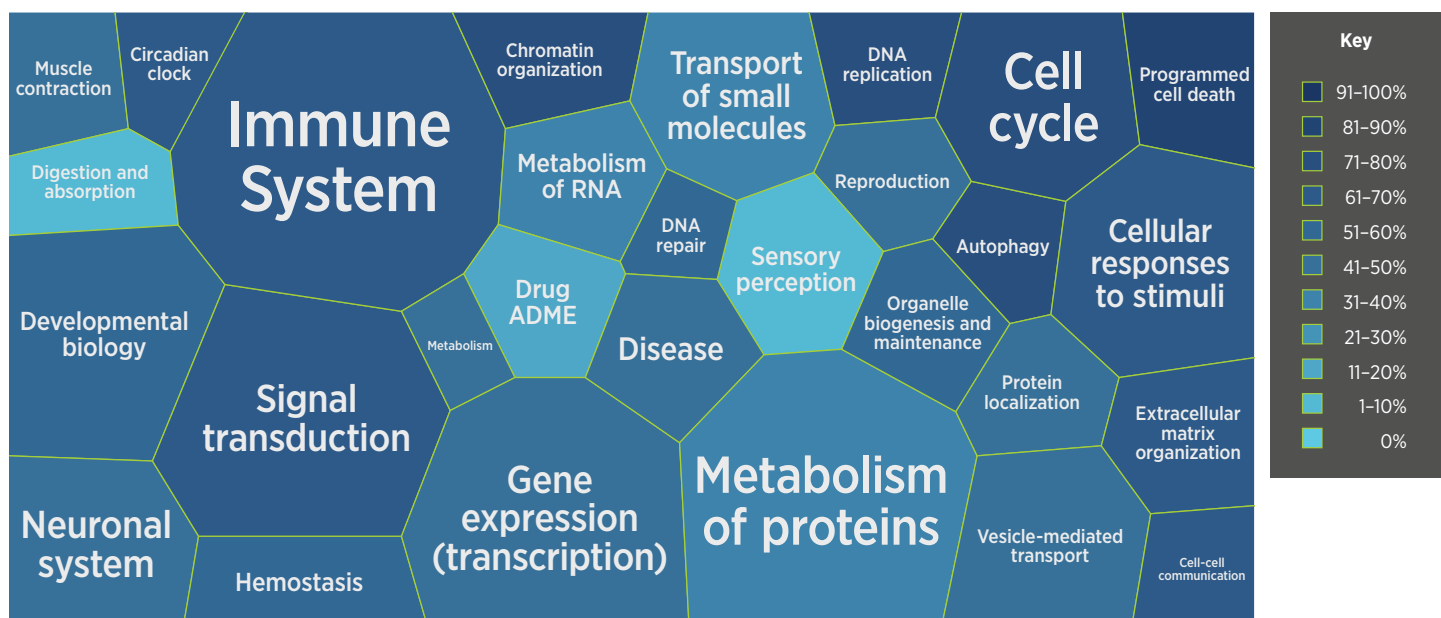 Muscle
contraction
Circadian
clock
Immune
System
Chromatin
organization
Transport
of small
molecules
DNA
replication
Cell
cycle
Programmed
cell death
Digestion and
absorption
Metabolism
of RNA
DNA
repair
Sensory
perception
Reproduction
Autophagy
Cellular
responses
to stimuli
Developmental
biology
Drug
ADME
Metabolism
Disease
Organelle
biogenesis and
maintenance
Signal
transduction
Protein
localization
Extracellular
matrix
organization
Neuronal
system
Hemostasis
Gene
expression
(transcription)
Metabolism
of proteins
Vesicle-mediated
transport
Cell-cell
communication
Key
91–100%
81–90%
71–80%
61–70%
51–60%
41–50%
31–40%
21–30%
11–20%
1–10%
0%